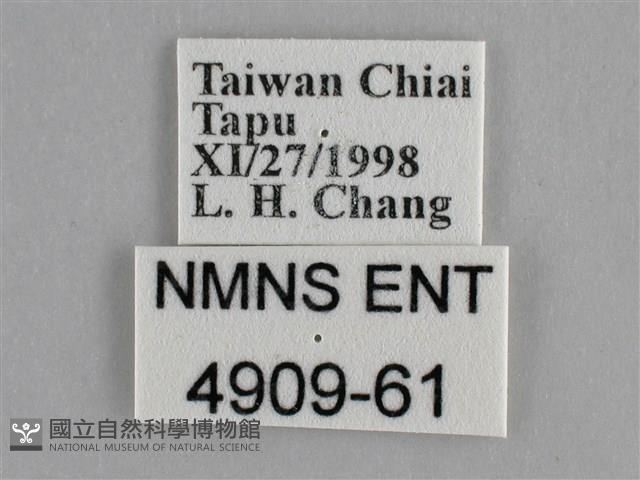 Taiwan Chiai
Tapu
XI/27/1998
L. H. Chang
NMNS ENT
4909-61
國立自然科學博物館
NATIONAL MUSEUM OF NATURAL SCIENCE